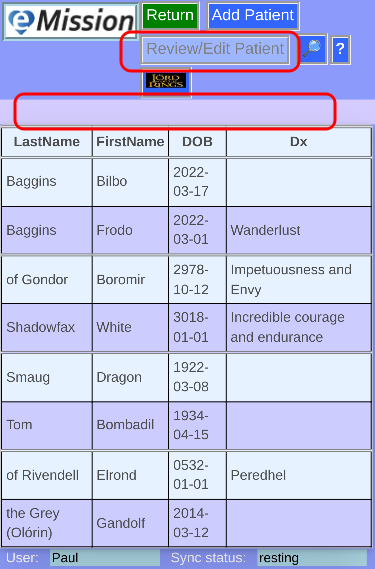 eMission Return Add Patient
Review/Edit Patient ?
THE LORD OF THE RINGS
LastName FirstName DOB Dx
Baggins Bilbo 2022-
03-17
Baggins Frodo 2022-
03-01 Wanderlust
of Gondor Boromir 2978-
10-12 Impetuousness and
Envy
Shadowfax White 3018-
01-01 Incredible courage
and endurance
Smaug Dragon 1922-
03-08
Tom Bombadil 1934-
04-15
of Rivendell Elrond 0532-
01-01 Peredhel
the Grey
(Olórin) Gandolf 2014-
03-12
User: Paul Sync status: resting